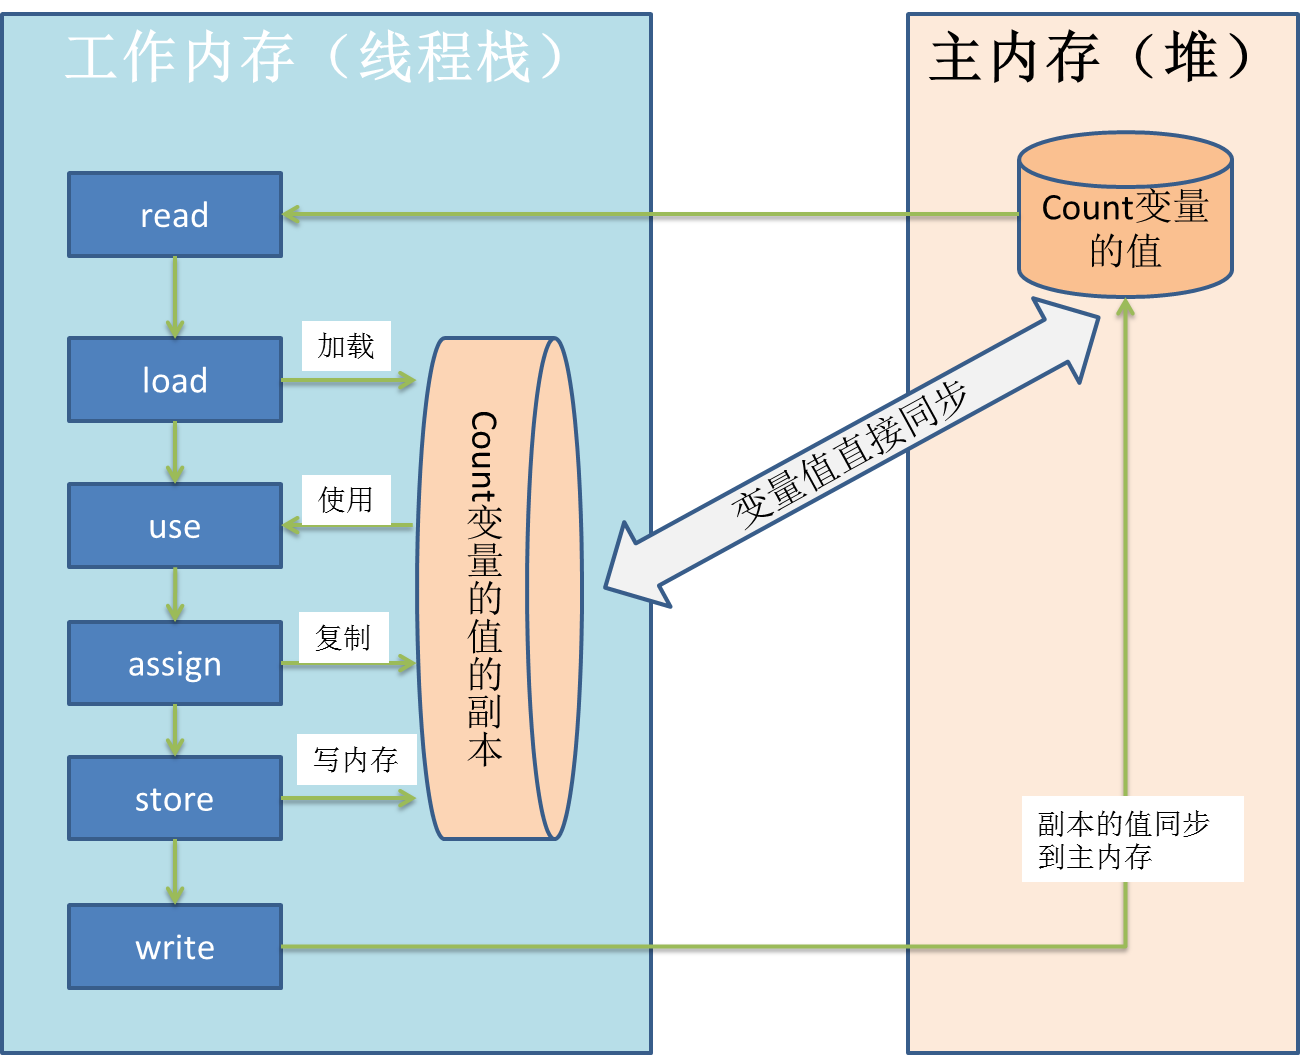 工作内存（线程栈）
主内存（堆）
read
Count变量
的值
load
加载
use
使用
assign
复制
store
写内存
write
Count变量的值的副本
变量值直接同步
副本的值同步
到主内存